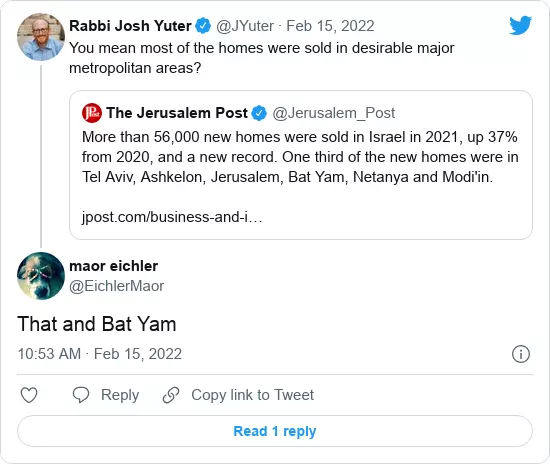 Rabbi Josh Yuter @JYuter · Feb 15, 2022
You mean most of the homes were sold in desirable major
metropolitan areas?
JPost
The Jerusalem Post @Jerusalem_Post
More than 56,000 new homes were sold in Israel in 2021, up 37%
from 2020, and a new record. One third of the new homes were in
Tel Aviv, Ashkelon, Jerusalem, Bat Yam, Netanya and Modi'in.
jpost.com/business-and-i…
maor eichler
@EichlerMaor
That and Bat Yam
10:53 AM · Feb 15, 2022
Reply
Copy link to Tweet
Read 1 reply